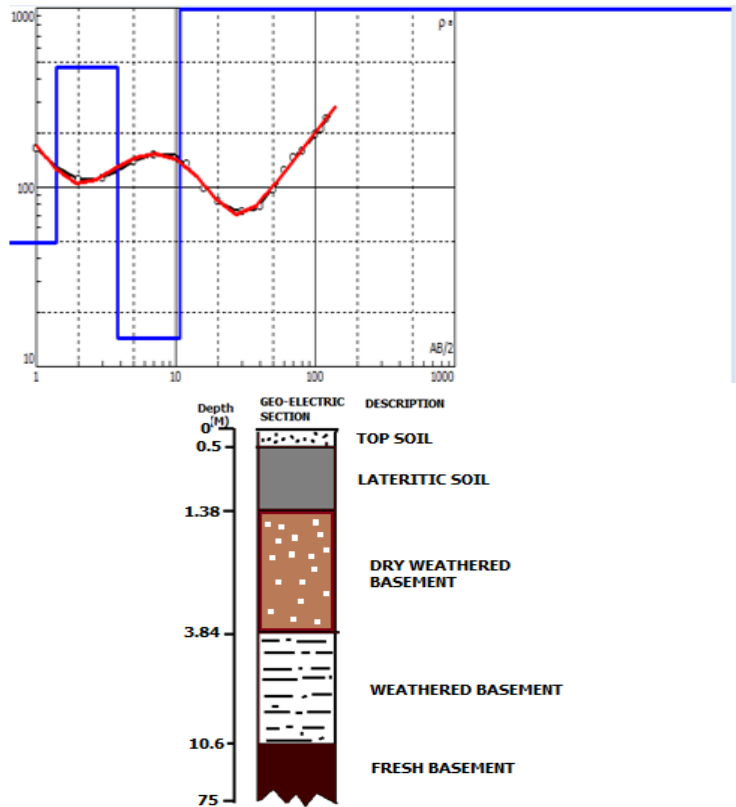 1000
ρa
100
10
AB/2
1
10
100
1000
Depth
(M)
GEO-ELECTRIC
SECTION
DESCRIPTION
0
TOP SOIL
0.5
LATERITIC SOIL
1.38
DRY WEATHERED
BASEMENT
3.84
WEATHERED BASEMENT
10.6
FRESH BASEMENT
75